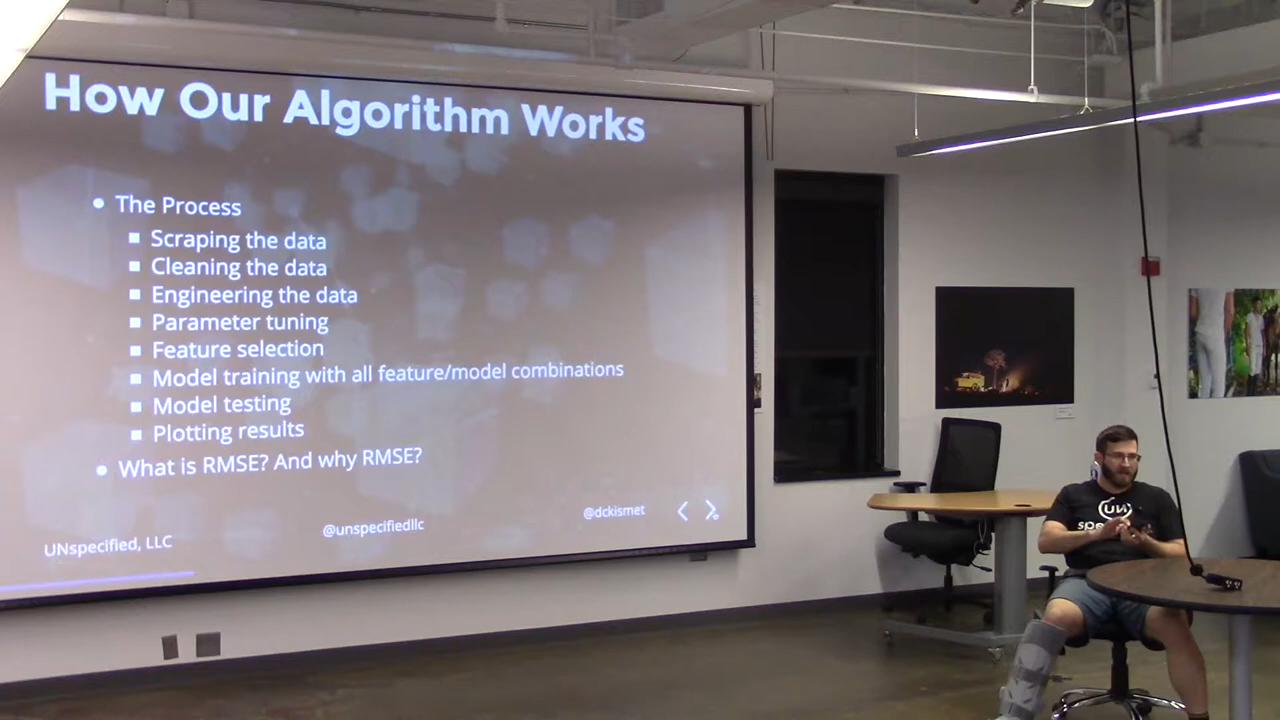 How Our Algorithm Works
The Process
Scraping the data
Cleaning the data
Engineering the data
Parameter tuning
Feature selection
Model training with all feature/model combinations
Model testing
Plotting results
What is RMSE? And why RMSE?
UNspecified, LLC
@unspecifiedllc
@dckismet
UN
spe